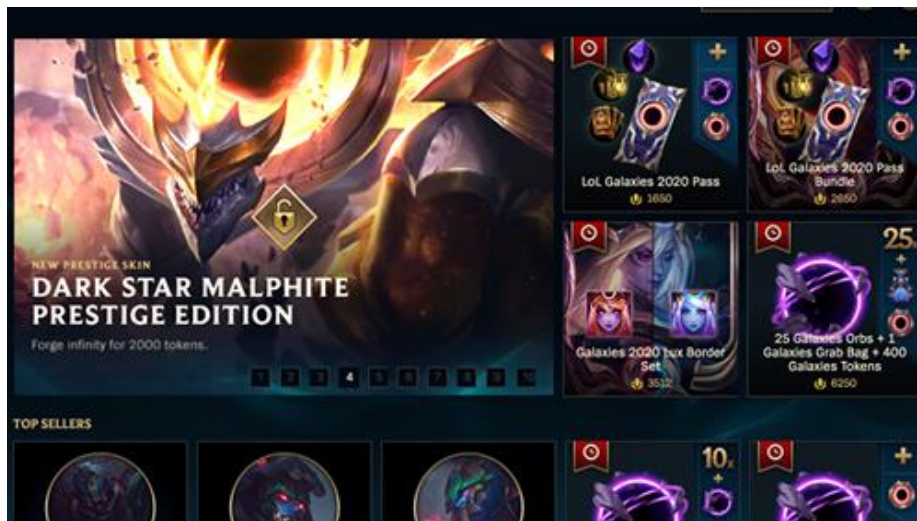 NEW PRESTIGE SKIN
DARK STAR MALPHITE
PRESTIGE EDITION
Forge infinity for 2000 tokens.
1 2 3 4 5 6 7 8 9 10
LoL Galaxies 2020 Pass
1650
LoL Galaxies 2020 Pass
Bundle
2650
Galaxies 2020 Lux Border
Set
3512
25
25 Galaxies Orbs + 1
Galaxies Grab Bag + 400
Galaxies Tokens
6250
TOP SELLERS
10x